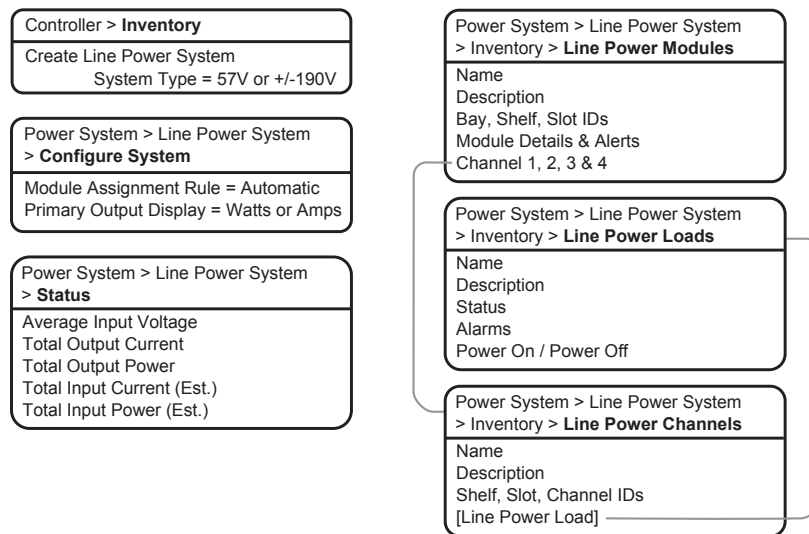 Controller > Inventory
Create Line Power System
System Type = 57V or +/-190V
Power System > Line Power System
> Configure System
Module Assignment Rule = Automatic
Primary Output Display = Watts or Amps
Power System > Line Power System
> Status
Average Input Voltage
Total Output Current
Total Output Power
Total Input Current (Est.)
Total Input Power (Est.)
Power System > Line Power System
> Inventory > Line Power Modules
Name
Description
Bay, Shelf, Slot IDs
Module Details & Alerts
Channel 1, 2, 3 & 4
Power System > Line Power System
> Inventory > Line Power Loads
Name
Description
Status
Alarms
Power On / Power Off
Power System > Line Power System
> Inventory > Line Power Channels
Name
Description
Shelf, Slot, Channel IDs
[Line Power Load]